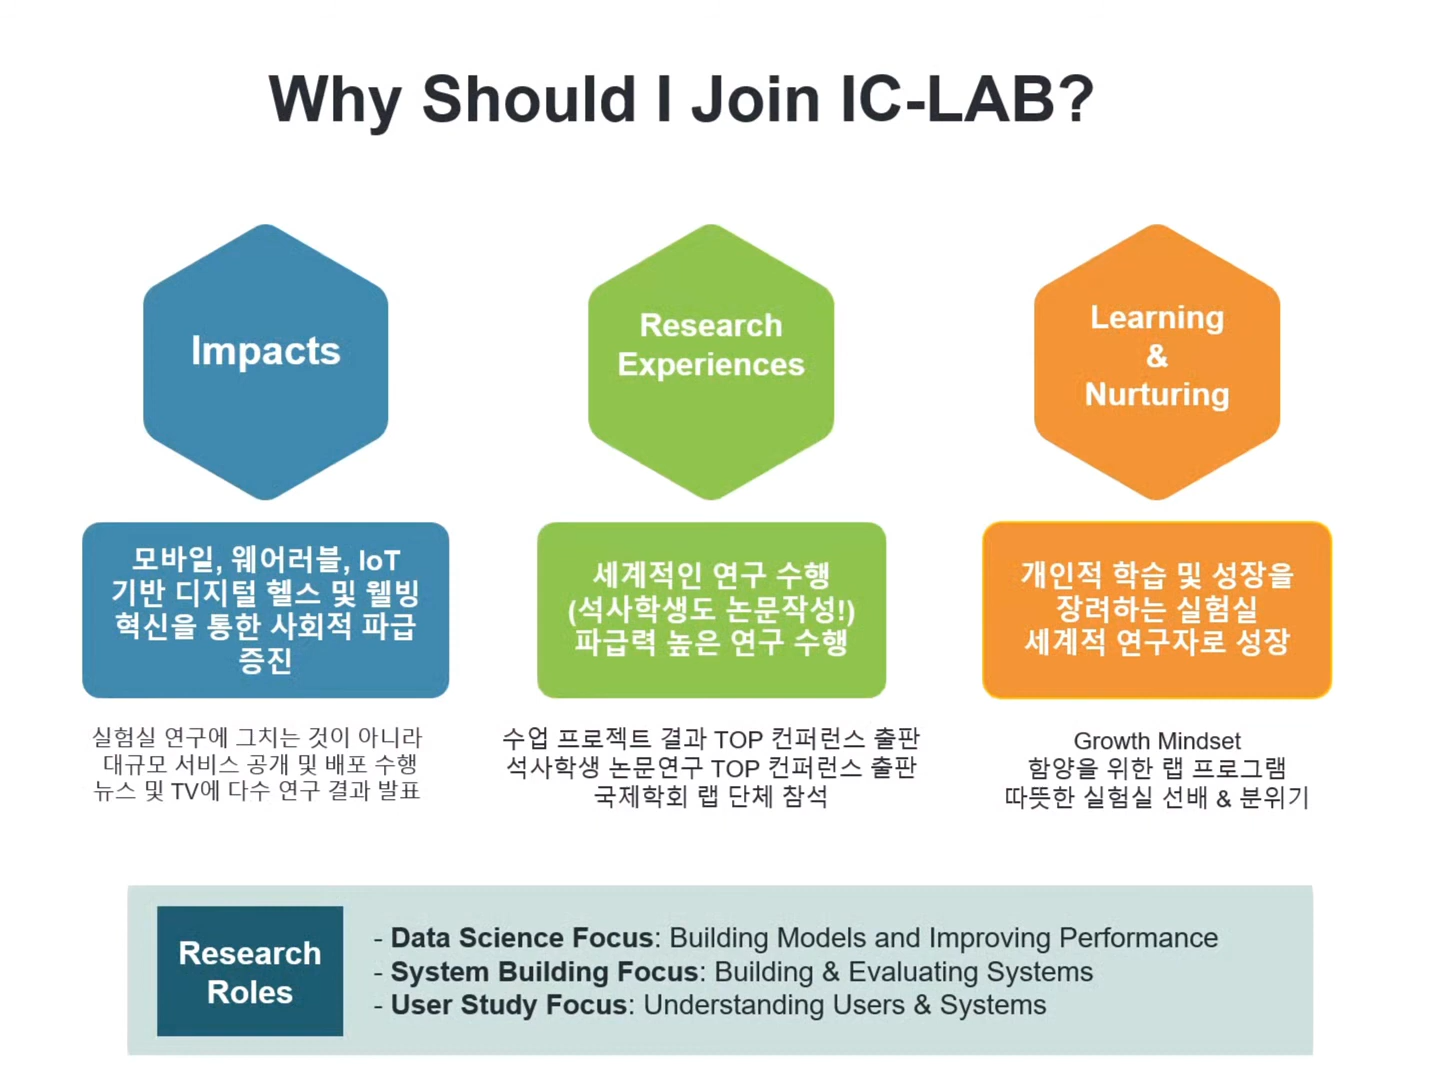 Why Should I Join IC-LAB?
Impacts
모바일, 웨어러블, IoT
기반 디지털 헬스 및 웰빙
혁신을 통한 사회적 파급
증진
실험실 연구에 그치는 것이 아니라
대규모 서비스 공개 및 배포 수행
뉴스 및 TV에 다수 연구 결과 발표
Research
Experiences
세계적인 연구 수행
(석사학생도 논문작성!)
파급력 높은 연구 수행
수업 프로젝트 결과 TOP 컨퍼런스 출판
석사학생 논문연구 TOP 컨퍼런스 출판
국제학회 랩 단체 참석
Learning
&
Nurturing
개인적 학습 및 성장을
장려하는 실험실
세계적 연구자로 성장
Growth Mindset
함양을 위한 랩 프로그램
따뜻한 실험실 선배 & 분위기
Research
Roles
- Data Science Focus: Building Models and Improving Performance
- System Building Focus: Building & Evaluating Systems
- User Study Focus: Understanding Users & Systems